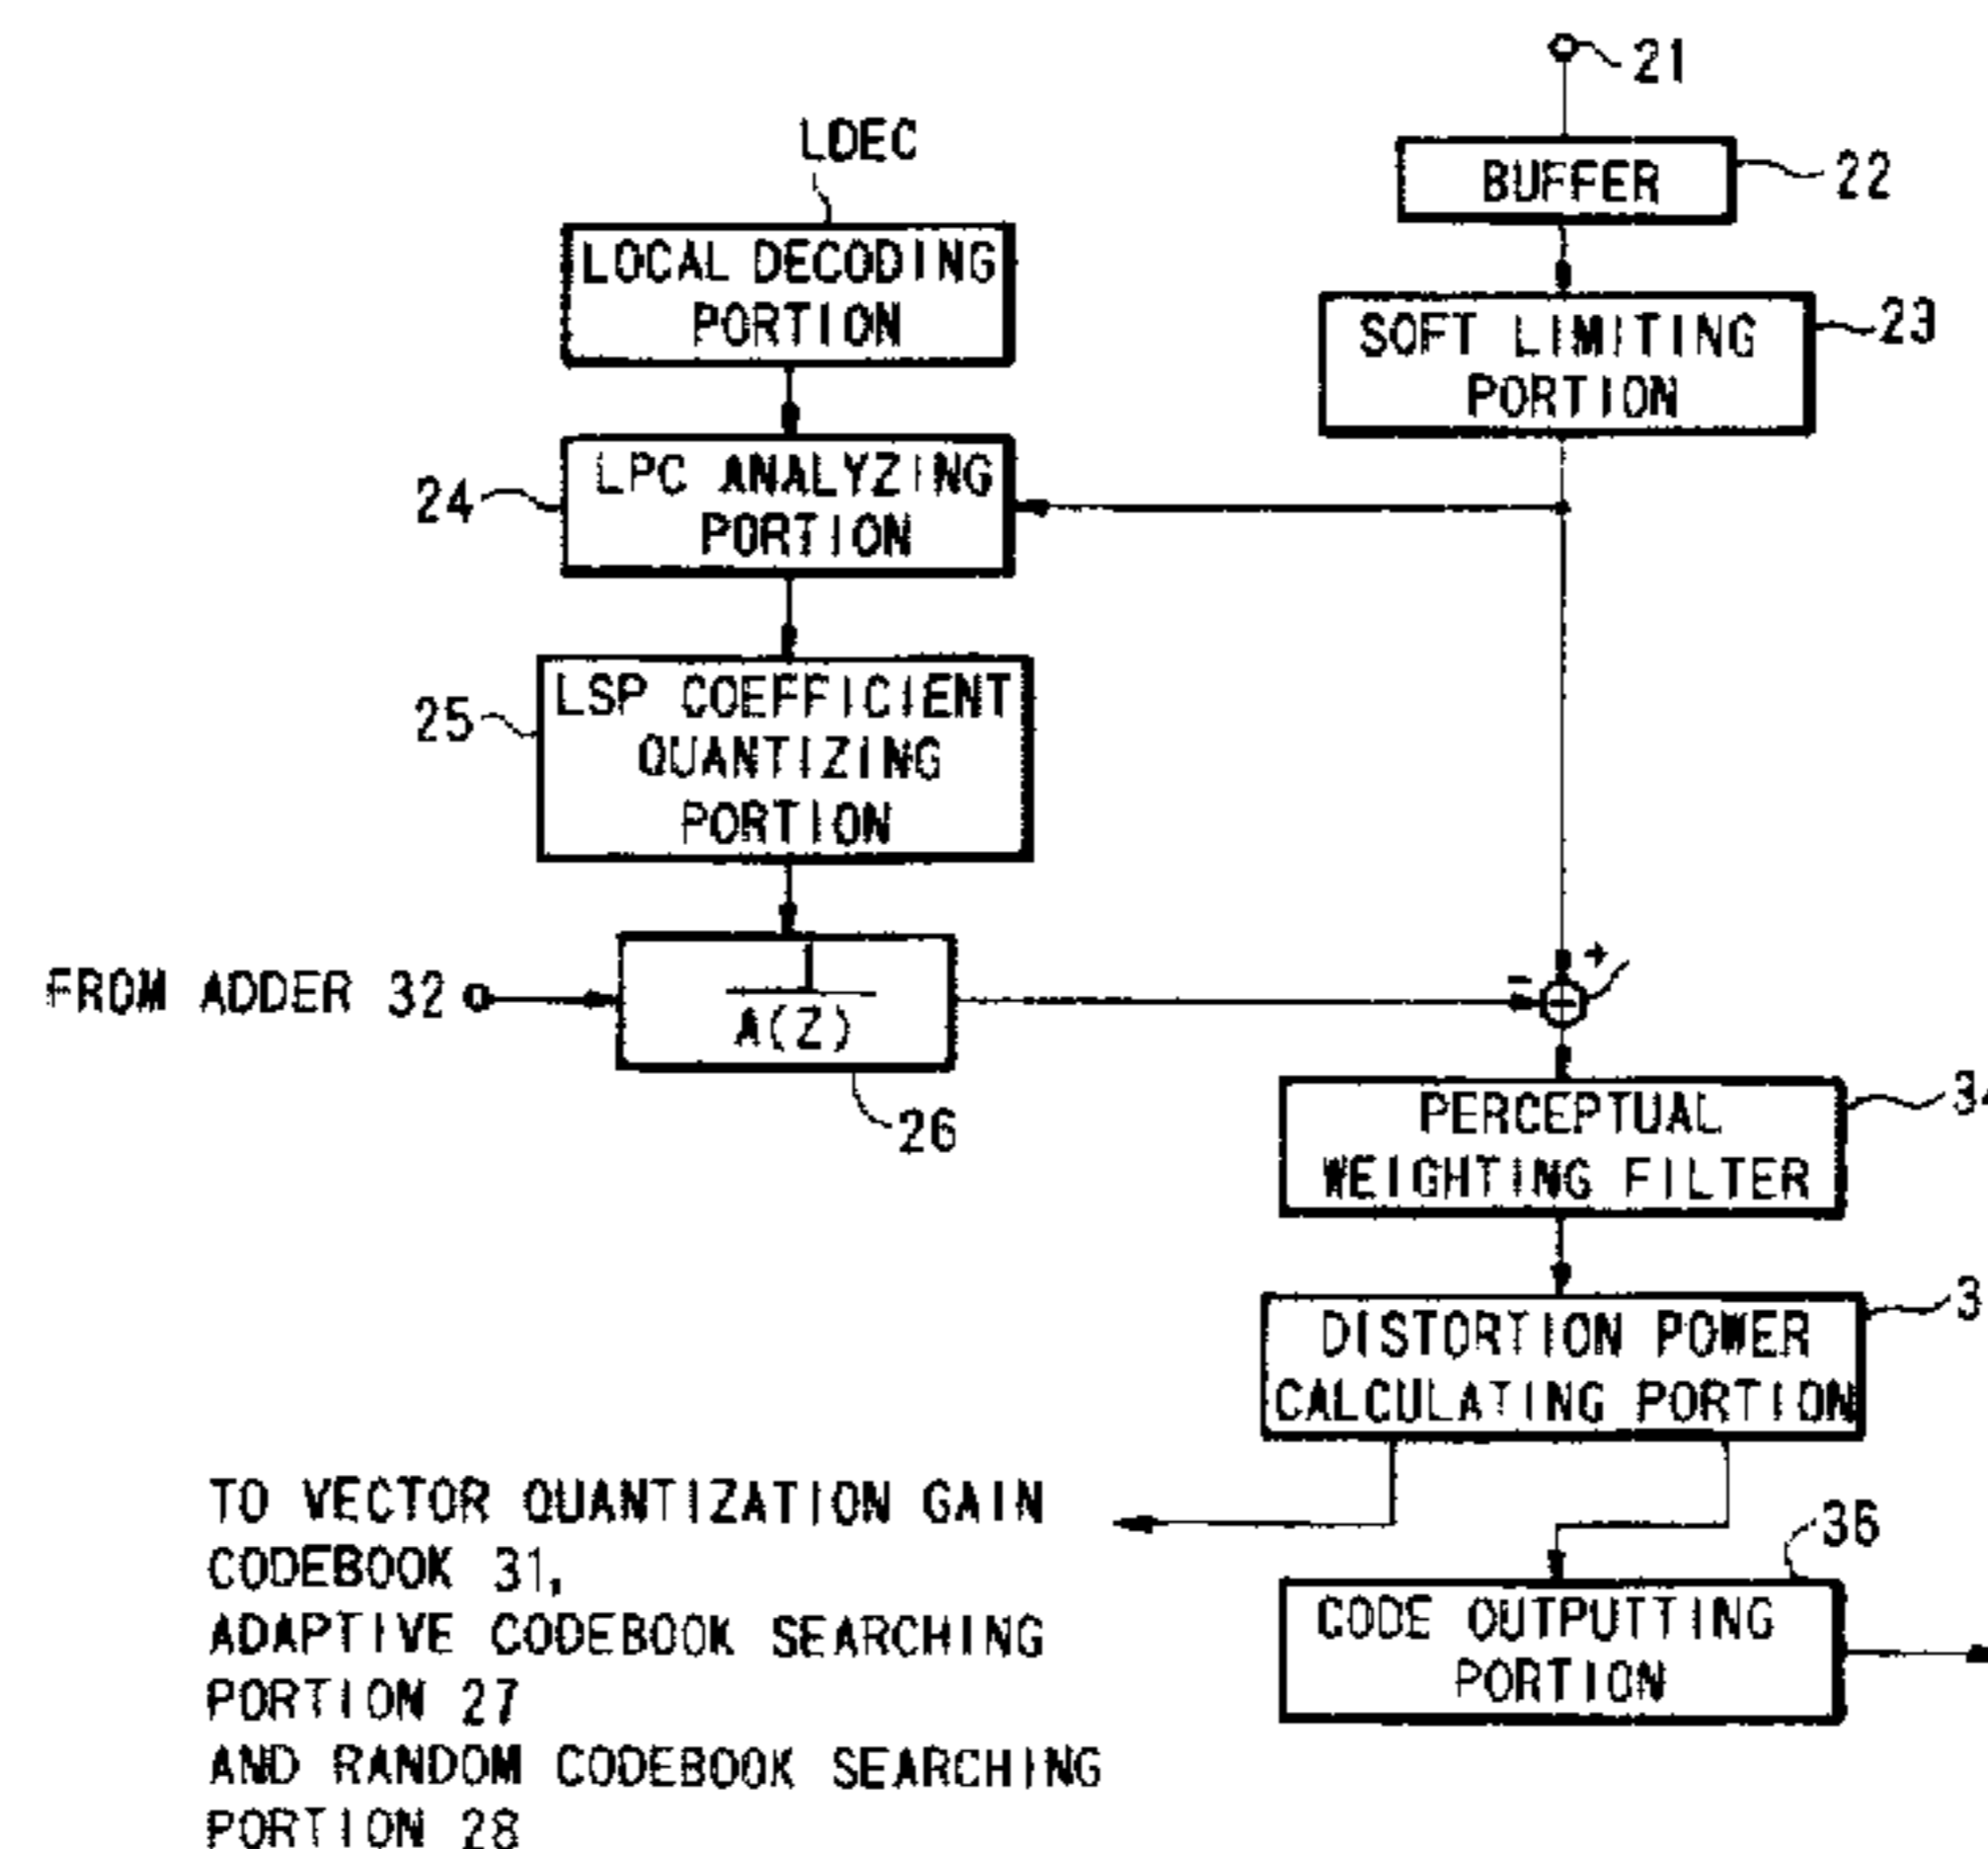 21
BUFFER
22
LDEC
LOCAL DECODING
PORTION
SOFT LIMITING
PORTION
23
LPC ANALYZING
PORTION
24
LSP COEFFICIENT
QUANTIZING
PORTION
25
FROM ADDER 32
1
A(Z)
26
- +
PERCEPTUAL
WEIGHTING FILTER
34
DISTORTION POWER
CALCULATING PORTION
3
TO VECTOR QUANTIZATION GAIN
CODEBOOK 31,
ADAPTIVE CODEBOOK SEARCHING
PORTION 27
AND RANDOM CODEBOOK SEARCHING
PORTION 28
36
CODE OUTPUTTING
PORTION